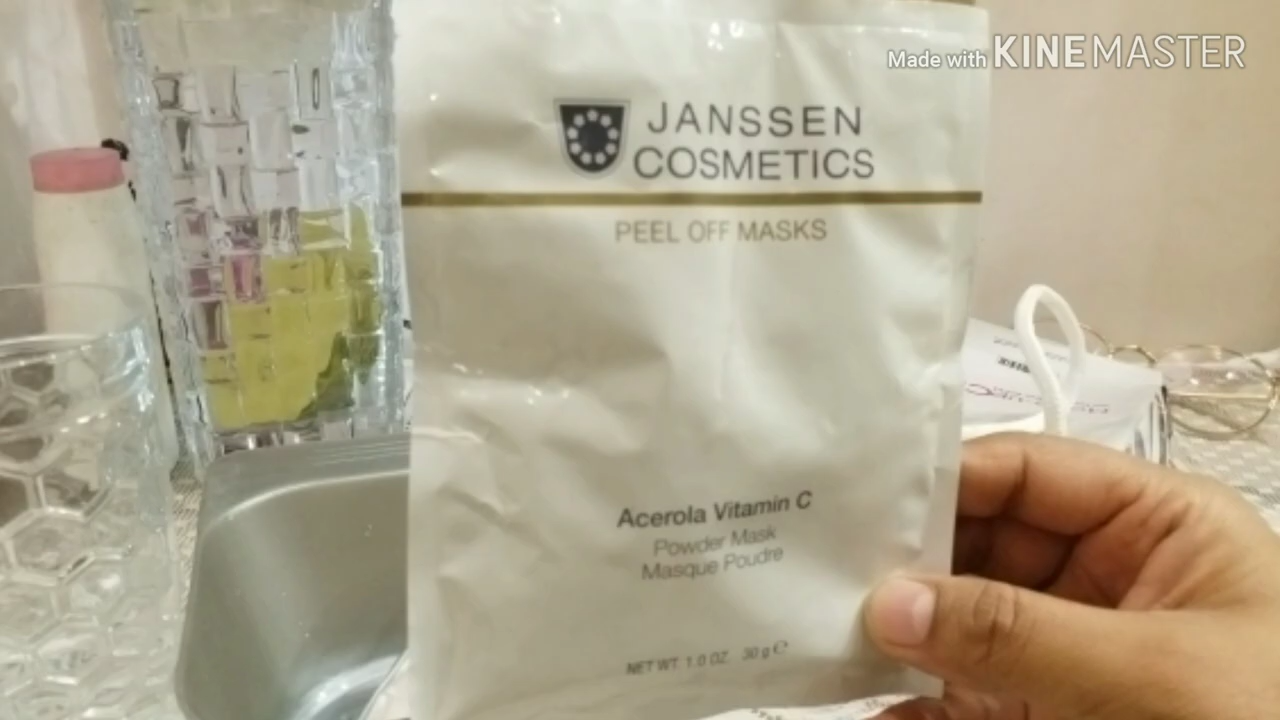 Made with KINEMASTER
JANSSEN
COSMETICS
PEEL OFF MASKS
Acerola Vitamin C
Powder Mask
Masque Poudre
NET WT. 1.0 OZ. 30 g ℮